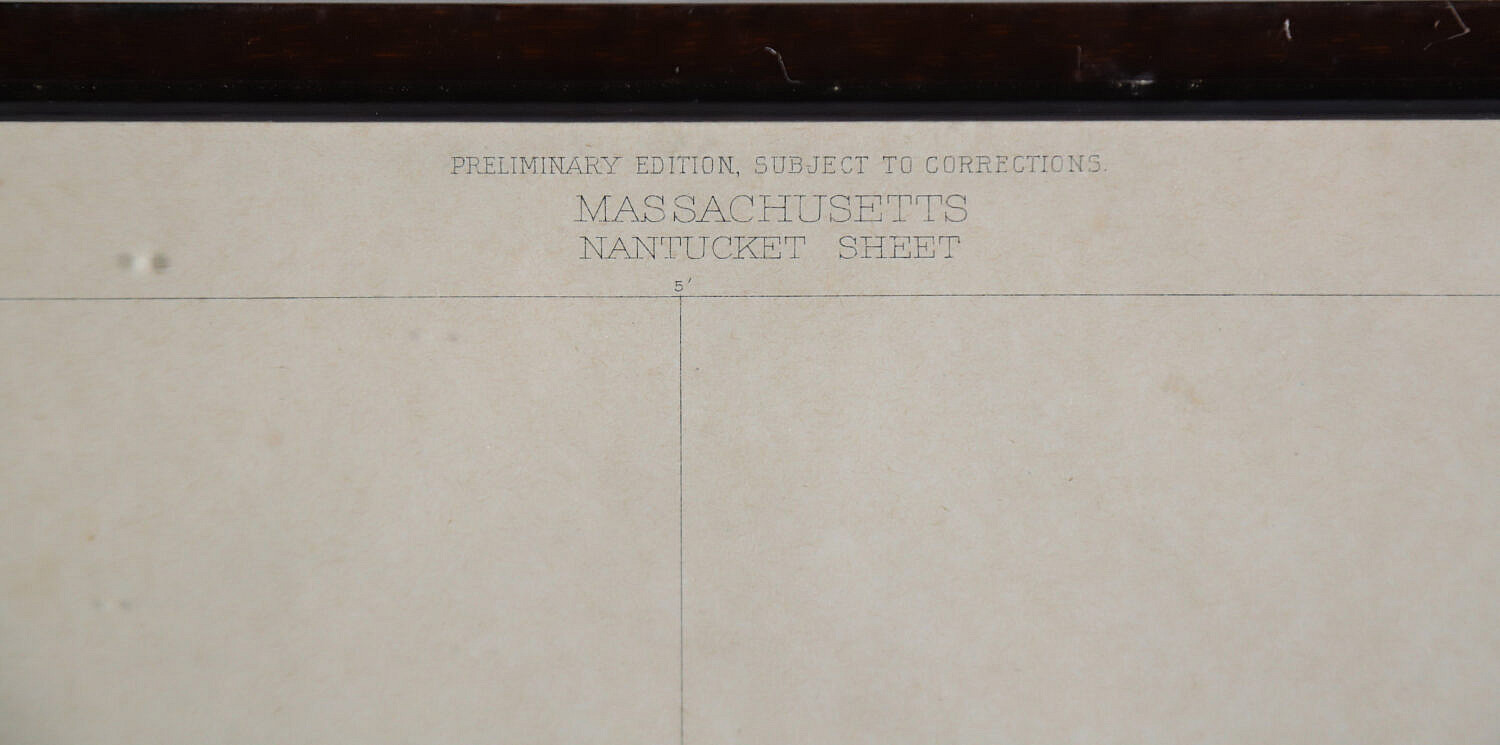 PRELIMINARY EDITION, SUBJECT TO CORRECTIONS.
MASSACHUSETTS
NANTUCKET SHEET
5′